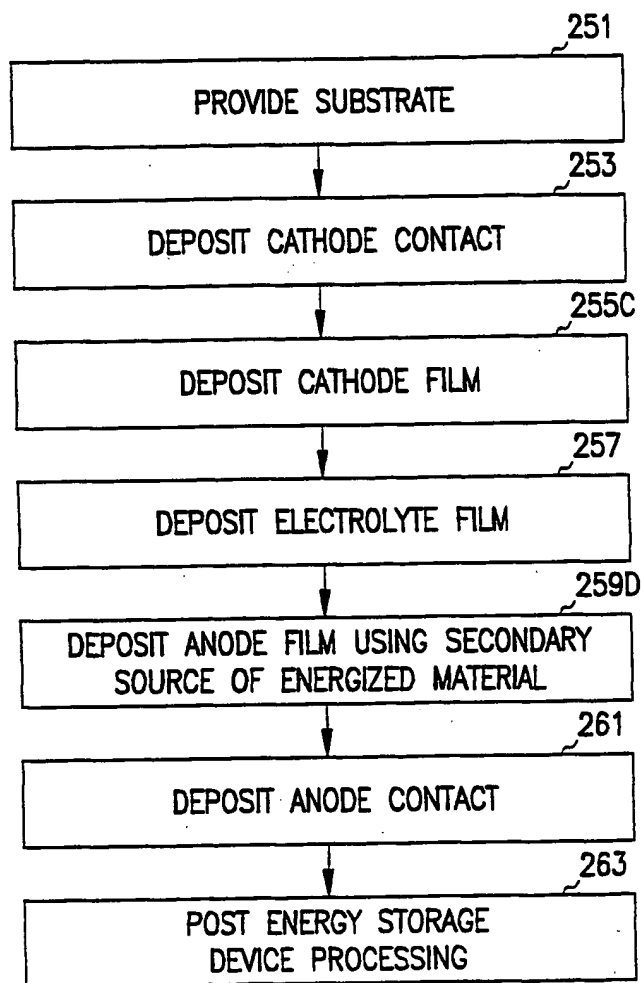 251
PROVIDE SUBSTRATE
253
DEPOSIT CATHODE CONTACT
255C
DEPOSIT CATHODE FILM
257
DEPOSIT ELECTROLYTE FILM
259D
DEPOSIT ANODE FILM USING SECONDARY
SOURCE OF ENERGIZED MATERIAL
261
DEPOSIT ANODE CONTACT
263
POST ENERGY STORAGE
DEVICE PROCESSING